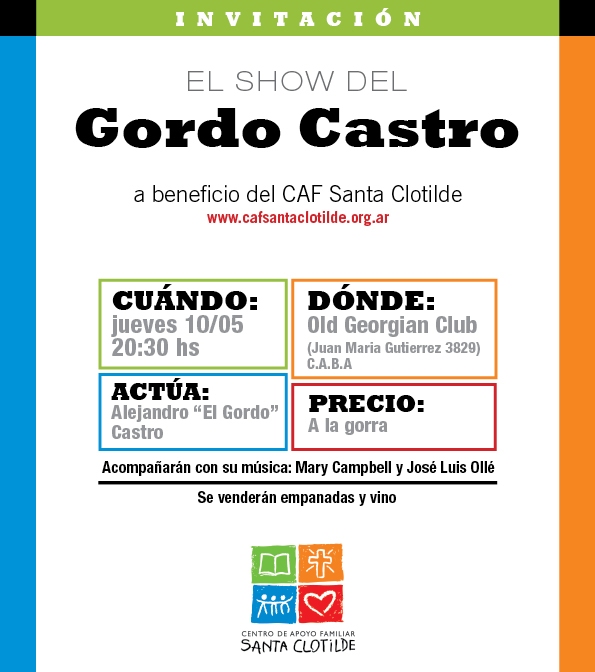 INVITACIÓN
EL SHOW DEL
Gordo Castro
a beneficio del CAF Santa Clotilde
www.cafsantaclotilde.org.ar
CUÁNDO:
jueves 10/05
20:30 hs
DÓNDE:
Old Georgian Club
(Juan Maria Gutierrez 3829)
C.A.B.A
ACTÚA:
Alejandro “El Gordo”
Castro
PRECIO:
A la gorra
Acompañarán con su música: Mary Campbell y José Luis Ollé
Se venderán empanadas y vino
CENTRO DE APOYO FAMILIAR
SANTA CLOTILDE